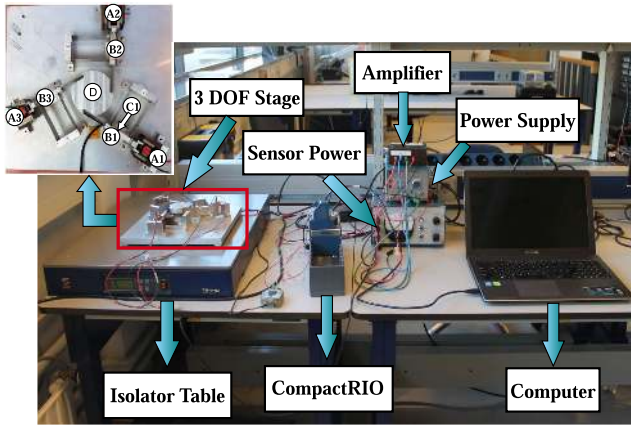 A2
B2
B3
D
C1
A3
B1
A1
3 DOF Stage
Amplifier
Power Supply
Sensor Power
Isolator Table
CompactRIO
Computer